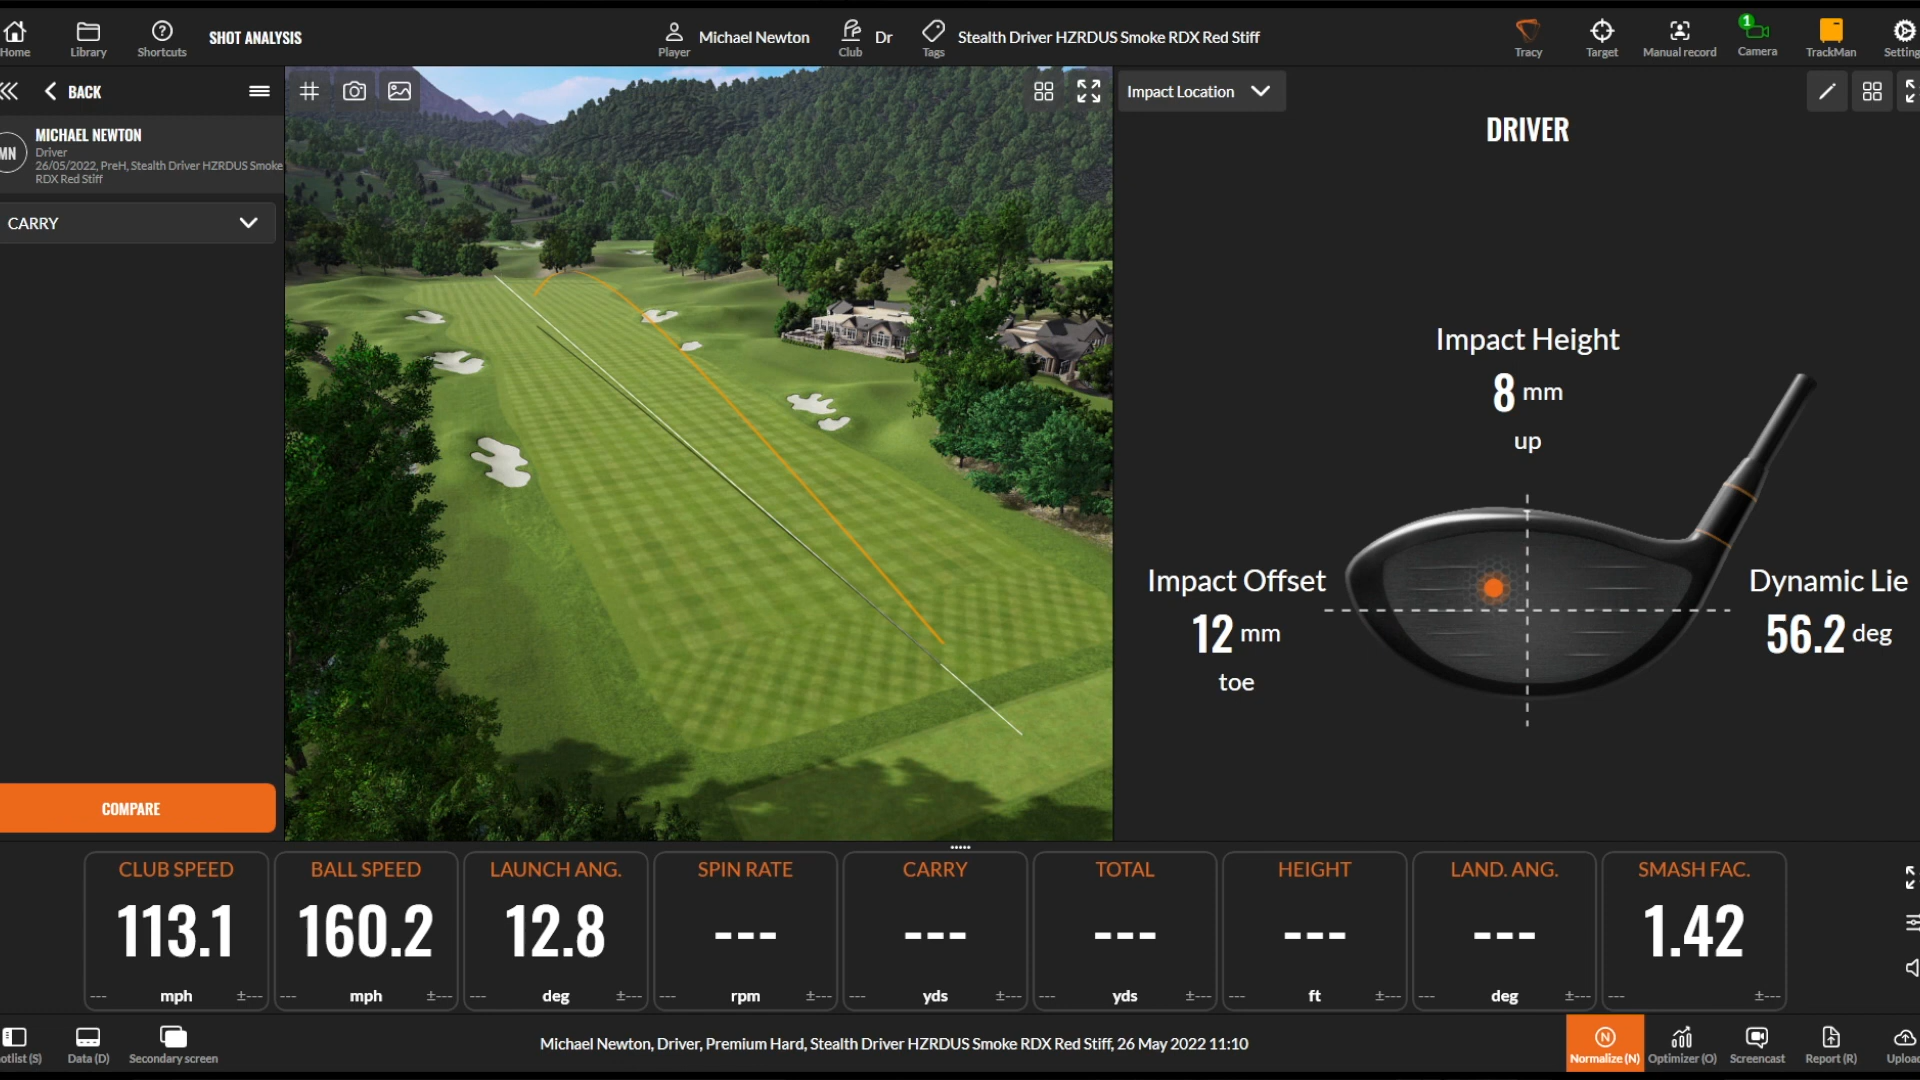 Home
Library
Shortcuts
SHOT ANALYSIS
Player
Michael Newton
Club
Dr
Tags
Stealth Driver HZRDUS Smoke RDX Red Stiff
Tracy
Target
Manual record
1
Camera
TrackMan
Setting
BACK
MN
MICHAEL NEWTON
Driver
26/05/2022, PreH, Stealth Driver HZRDUS Smoke
RDX Red Stiff
CARRY
COMPARE
Impact Location
DRIVER
Impact Height
8 mm
up
Impact Offset
12 mm
toe
Dynamic Lie
56.2 deg
CLUB SPEED
113.1
--- mph ±---
BALL SPEED
160.2
--- mph ±---
LAUNCH ANG.
12.8
--- deg ±---
SPIN RATE
---
--- rpm ±---
CARRY
---
--- yds ±---
TOTAL
---
--- yds ±---
HEIGHT
---
--- ft ±---
LAND. ANG.
---
--- deg ±---
SMASH FAC.
1.42
--- ±---
otlist (S)
Data (D)
Secondary screen
Michael Newton, Driver, Premium Hard, Stealth Driver HZRDUS Smoke RDX Red Stiff, 26 May 2022 11:10
N
Normalize (N)
Optimizer (O)
Screencast
Report (R)
Upload